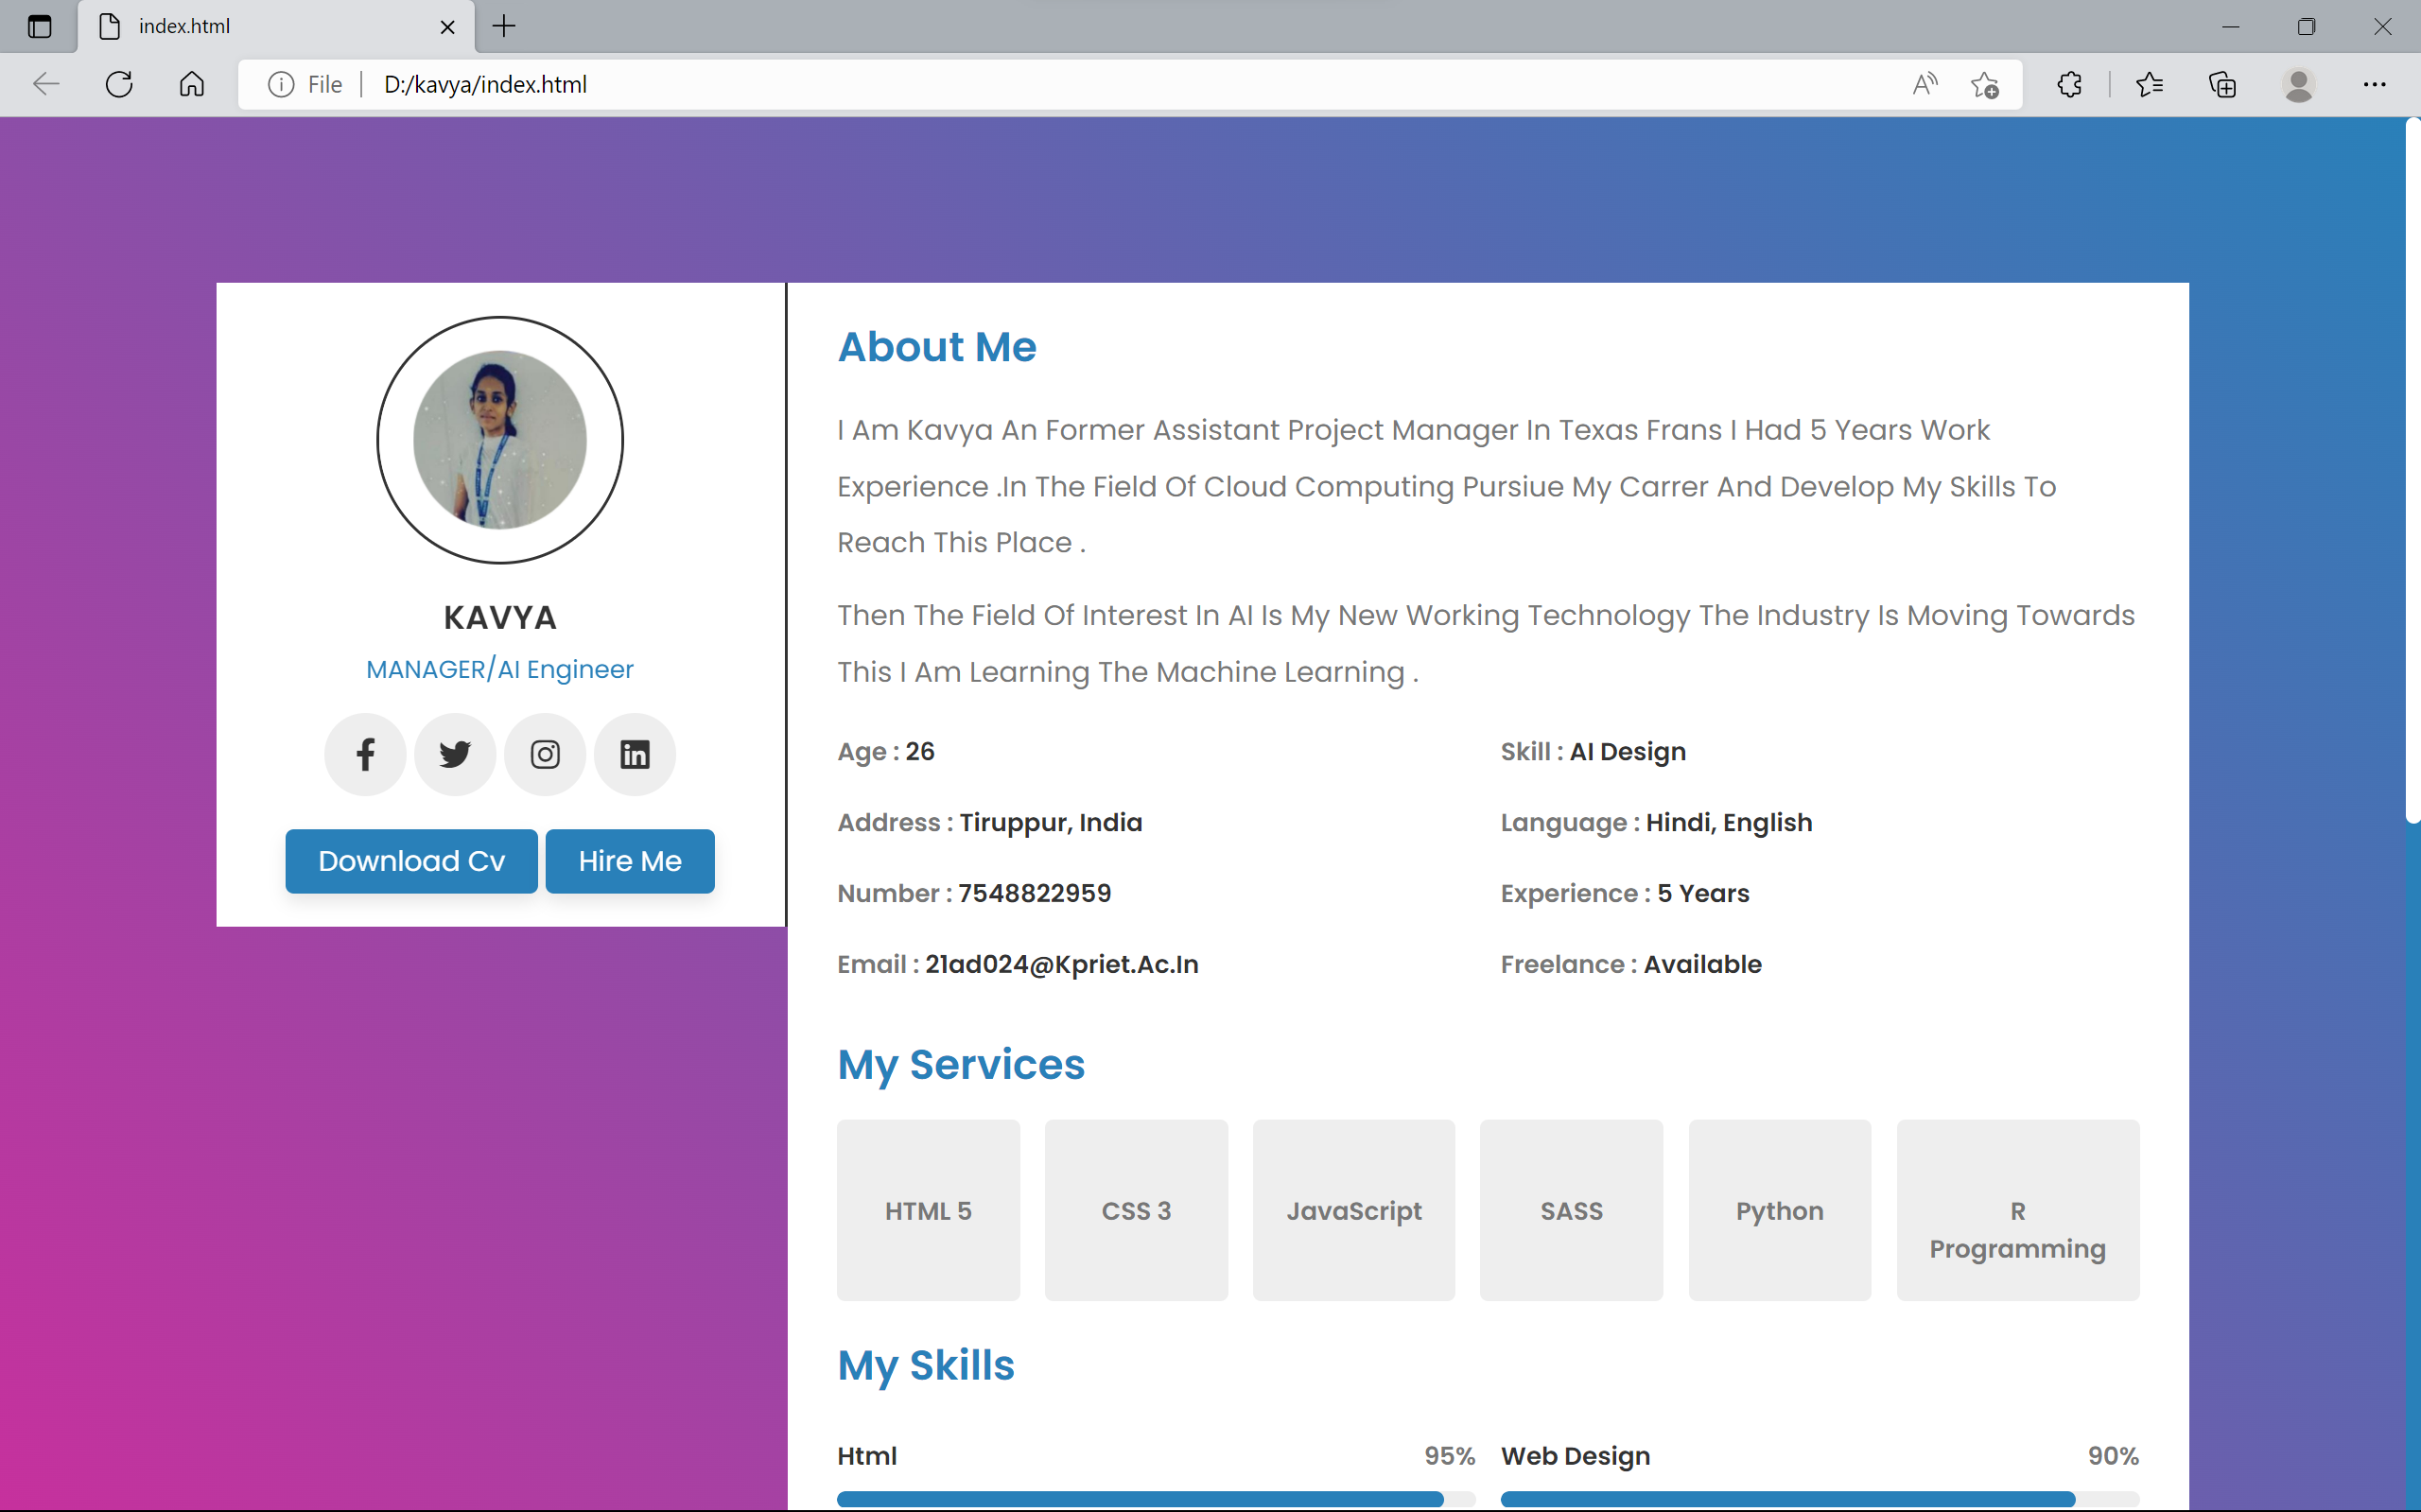 index.html
File
D:/kavya/index.html
KAVYA
MANAGER/AI Engineer
Download Cv
Hire Me
About Me
I Am Kavya An Former Assistant Project Manager In Texas Frans I Had 5 Years Work
Experience .In The Field Of Cloud Computing Pursiue My Carrer And Develop My Skills To
Reach This Place .
Then The Field Of Interest In AI Is My New Working Technology The Industry Is Moving Towards
This I Am Learning The Machine Learning .
Age : 26
Skill : AI Design
Address : Tiruppur, India
Language : Hindi, English
Number : 7548822959
Experience : 5 Years
Email : 21ad024@Kpriet.Ac.In
Freelance : Available
My Services
HTML 5
CSS 3
JavaScript
SASS
Python
R
Programming
My Skills
Html 95%
Web Design 90%